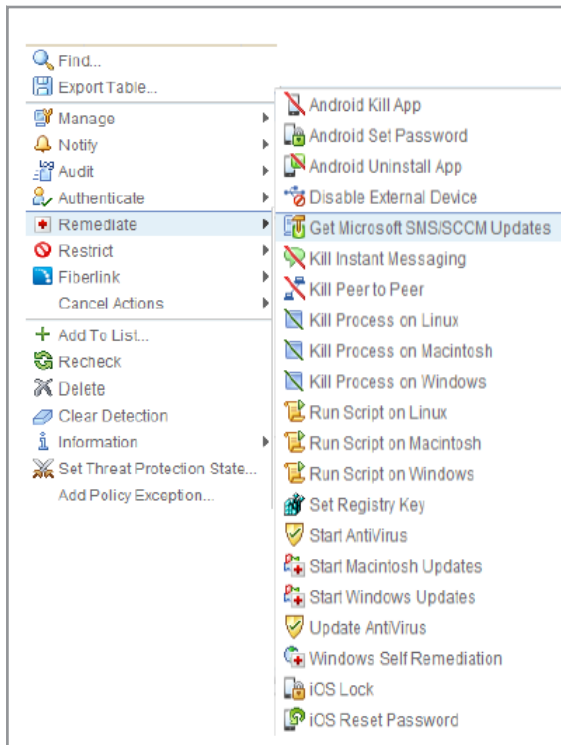 Find...
Export Table...
Manage
Notify
Audit
Authenticate
Remediate
Restrict
Fiberlink
Cancel Actions
Add To List...
Recheck
Delete
Clear Detection
Information
Set Threat Protection State...
Add Policy Exception...
Android Kill App
Android Set Password
Android Uninstall App
Disable External Device
Get Microsoft SMS/SCCM Updates
Kill Instant Messaging
Kill Peer to Peer
Kill Process on Linux
Kill Process on Macintosh
Kill Process on Windows
Run Script on Linux
Run Script on Macintosh
Run Script on Windows
Set Registry Key
Start AntiVirus
Start Macintosh Updates
Start Windows Updates
Update AntiVirus
Windows Self Remediation
iOS Lock
iOS Reset Password